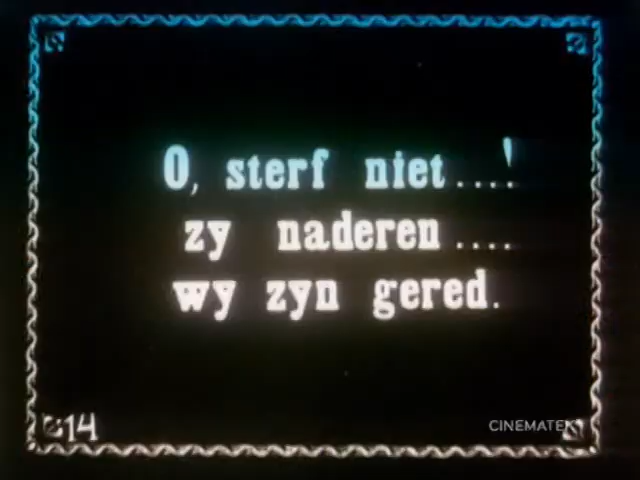 O, sterf niet....!
zy naderen....
wy zyn gered.
14
CINEMATEK